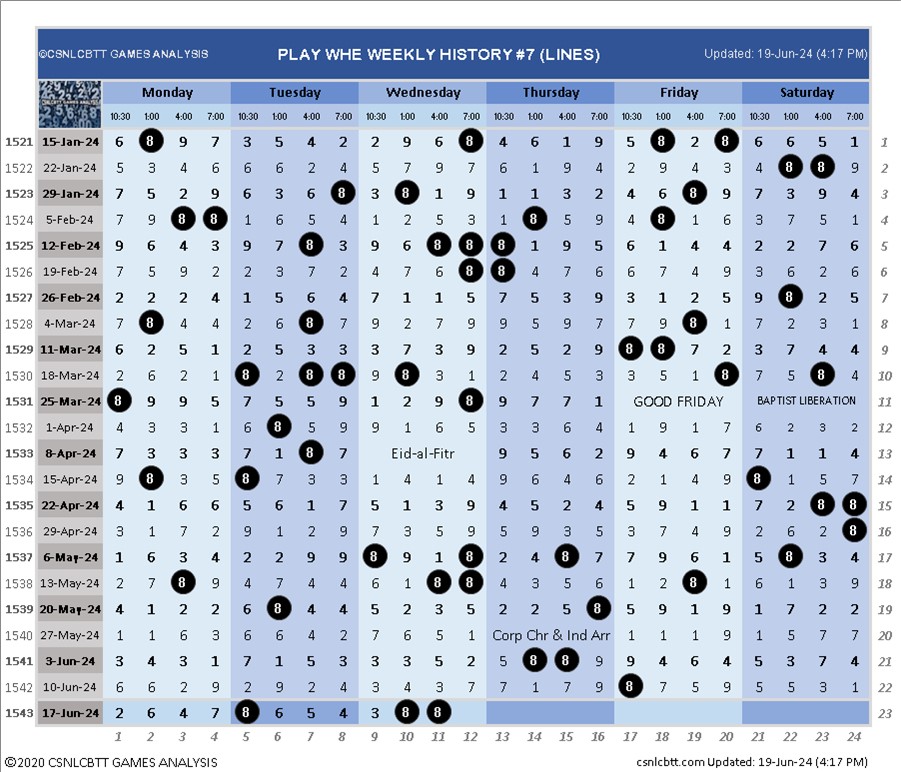 ©CSNLCBTT GAMES ANALYSIS PLAY WHE WEEKLY HISTORY #7 (LINES) Updated: 19-Jun-24 (4:17 PM)
Monday Tuesday Wednesday Thursday Friday Saturday
10:30 1:00 4:00 7:00 10:30 1:00 4:00 7:00 10:30 1:00 4:00 7:00 10:30 1:00 4:00 7:00 10:30 1:00 4:00 7:00 10:30 1:00 4:00 7:00
1521 15-Jan-24 6 8 9 7 3 5 4 2 2 9 6 8 4 6 1 9 5 8 2 8 6 6 5 1 1
1522 22-Jan-24 5 3 4 6 6 6 2 4 5 7 9 7 6 1 9 4 2 9 4 3 4 8 8 9 2
1523 29-Jan-24 7 5 2 9 6 3 6 8 3 8 1 9 1 1 3 2 4 6 8 9 7 3 9 4 3
1524 5-Feb-24 7 9 8 8 1 6 5 4 1 2 5 3 1 8 5 9 4 8 1 6 3 7 5 1 4
1525 12-Feb-24 9 6 4 3 9 7 8 3 9 6 8 8 8 1 9 5 6 1 4 4 2 2 7 6 5
1526 19-Feb-24 7 5 9 2 2 3 7 2 4 7 6 8 8 4 7 6 6 7 4 9 3 6 2 6 6
1527 26-Feb-24 2 2 2 4 1 5 6 4 7 1 1 5 7 5 3 9 3 1 2 5 9 8 2 5 7
1528 4-Mar-24 7 8 4 4 2 6 8 7 9 2 7 9 9 5 9 7 7 9 8 1 7 2 3 1 8
1529 11-Mar-24 6 2 5 1 2 5 3 3 3 7 3 9 2 5 2 9 8 8 7 2 3 7 4 4 9
1530 18-Mar-24 2 6 2 1 8 2 8 8 9 8 3 1 2 4 5 3 3 5 1 8 7 5 8 4 10
1531 25-Mar-24 8 9 9 5 7 5 5 9 1 2 9 8 9 7 7 1 GOOD FRIDAY BAPTIST LIBERATION 11
1532 1-Apr-24 4 3 3 1 6 8 5 9 9 1 6 5 3 3 6 4 1 9 1 7 6 2 3 2 12
1533 8-Apr-24 7 3 3 3 7 1 8 7 Eid-al-Fitr 9 5 6 2 9 4 6 7 7 1 1 4 13
1534 15-Apr-24 9 8 3 5 8 7 3 3 5 4 1 4 9 3 4 6 2 1 4 9 8 1 5 1 14
1535 22-Apr-24 4 1 6 6 5 6 1 7 5 1 3 9 4 5 2 4 5 9 1 1 7 2 8 8 15
1536 29-Apr-24 3 1 7 2 9 1 2 9 7 3 5 9 5 9 3 5 3 7 4 9 2 6 2 8 16
1537 6-May-24 1 6 3 4 2 2 9 9 8 9 1 8 2 4 8 7 7 9 6 1 5 8 3 4 17
1538 13-May-24 2 7 8 9 4 7 4 4 6 1 8 8 4 3 5 6 1 2 8 1 6 1 3 9 18
1539 20-May-24 4 1 2 2 6 8 4 4 5 2 3 5 2 2 5 8 5 9 1 9 1 7 2 2 19
1540 27-May-24 1 1 6 3 6 6 4 2 7 6 5 1 Corp Chr & Ind Arr 1 1 1 9 1 5 7 7 20
1541 3-Jun-24 3 4 3 1 7 1 5 3 3 3 5 2 5 8 8 9 9 4 6 4 5 3 7 4 21
1542 10-Jun-24 6 6 2 9 2 9 2 4 3 4 3 7 7 1 7 9 8 7 5 9 5 5 3 1 22
1543 17-Jun-24 2 6 4 7 8 6 5 4 3 8 8 23
1 2 3 4 5 6 7 8 9 10 11 12 13 14 15 16 17 18 19 20 21 22 23 24
©2020 CSNLCBTT GAMES ANALYSIS csnlcbtt.com Updated: 19-Jun-24 (4:17 PM)